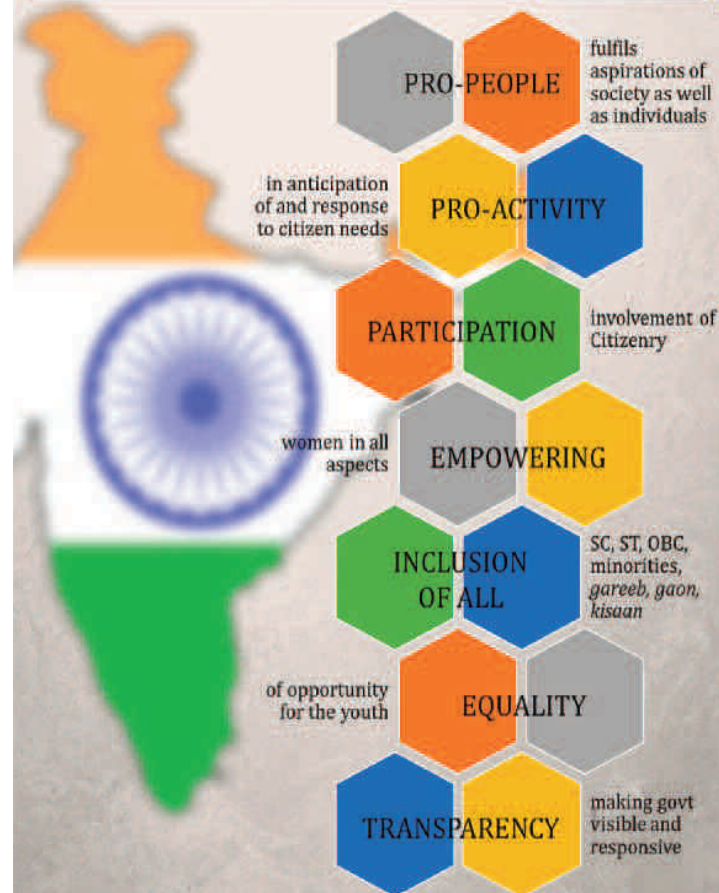 PRO-PEOPLE
fulfils
aspirations of
society as well
as individuals
in anticipation
of and response
to citizen needs
PRO-ACTIVITY
PARTICIPATION
involvement of
Citizenry
women in all
aspects
EMPOWERING
INCLUSION
OF ALL
SC, ST, OBC,
minorities,
gareeb, gaon,
kisaan
of opportunity
for the youth
EQUALITY
TRANSPARENCY
making govt
visible and
responsive